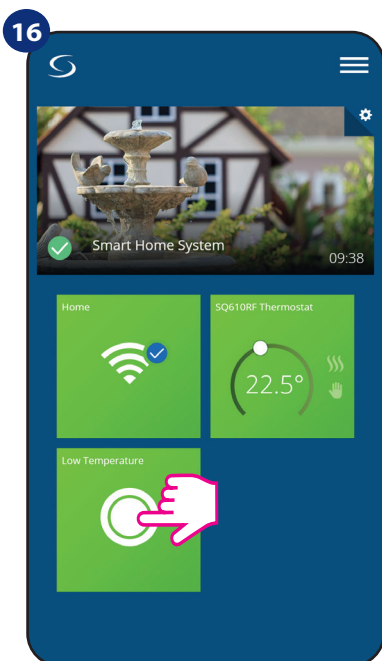 16
Smart Home System
09:38
Home
SQ610RF Thermostat
22.5°
Low Temperature